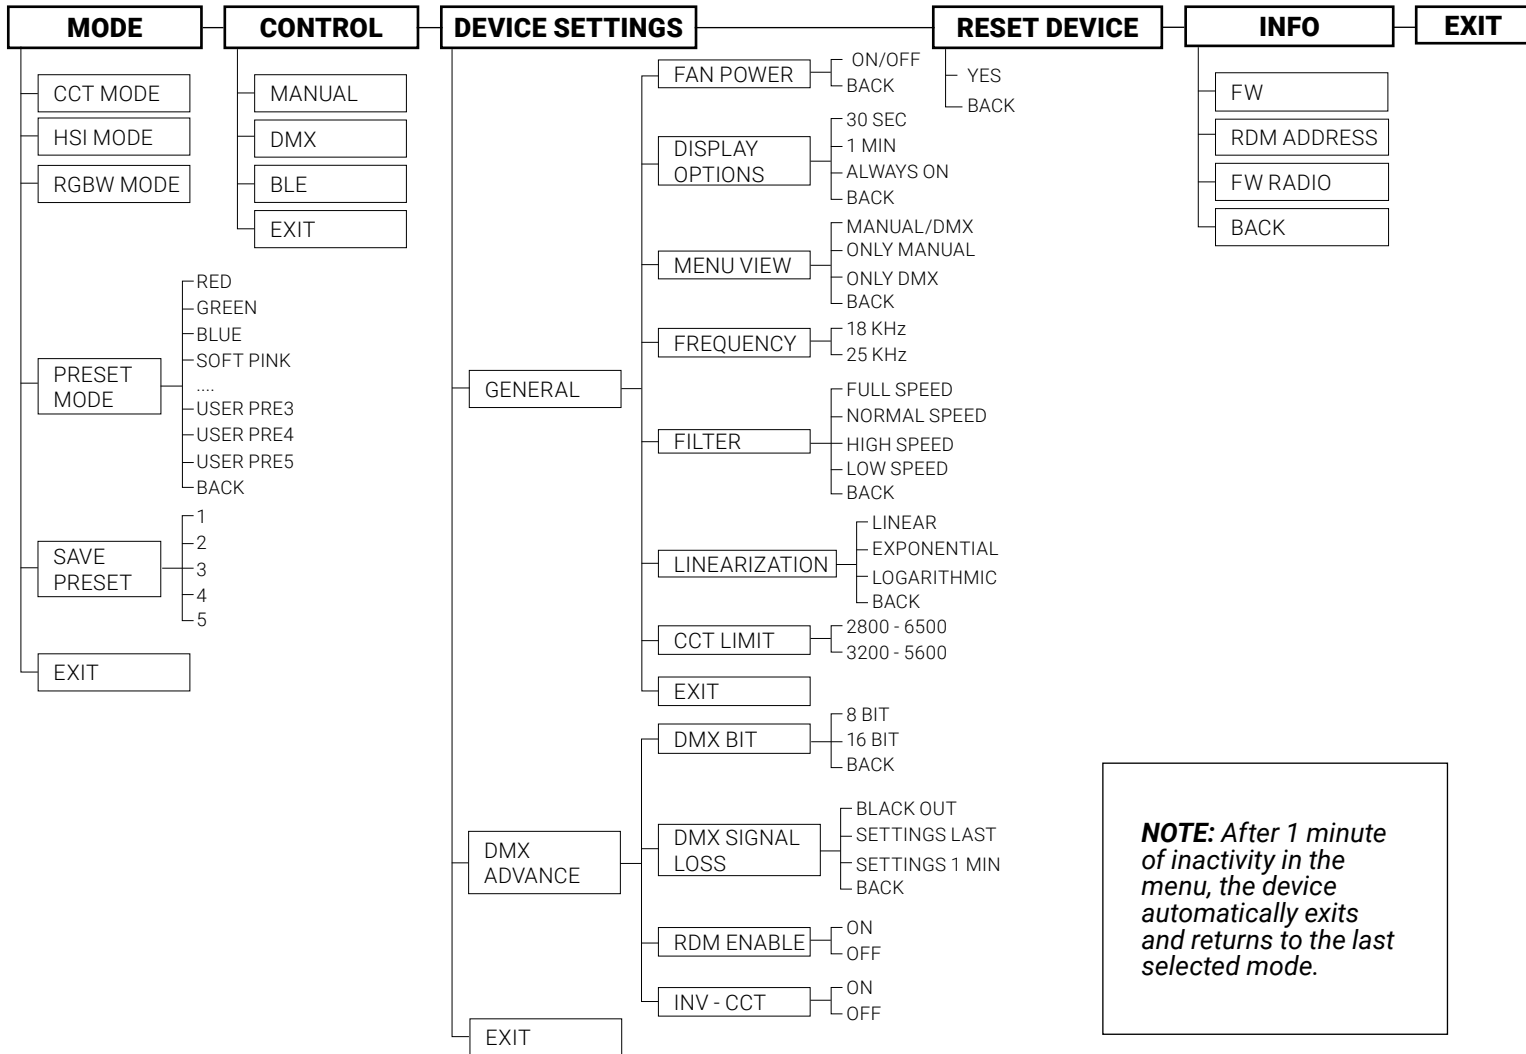 MODE
CONTROL
DEVICE SETTINGS
RESET DEVICE
INFO
EXIT
CCT MODE
HSI MODE
RGBW MODE
PRESET
MODE
RED
GREEN
BLUE
SOFT PINK
....
USER PRE3
USER PRE4
USER PRE5
BACK
SAVE
PRESET
1
2
3
4
5
EXIT
MANUAL
DMX
BLE
EXIT
GENERAL
FAN POWER
ON/OFF
BACK
DISPLAY
OPTIONS
30 SEC
1 MIN
ALWAYS ON
BACK
MENU VIEW
MANUAL/DMX
ONLY MANUAL
ONLY DMX
BACK
FREQUENCY
18 KHz
25 KHz
FILTER
FULL SPEED
NORMAL SPEED
HIGH SPEED
LOW SPEED
BACK
LINEARIZATION
LINEAR
EXPONENTIAL
LOGARITHMIC
BACK
CCT LIMIT
2800 - 6500
3200 - 5600
EXIT
DMX
ADVANCE
DMX BIT
8 BIT
16 BIT
BACK
DMX SIGNAL
LOSS
BLACK OUT
SETTINGS LAST
SETTINGS 1 MIN
BACK
RDM ENABLE
ON
OFF
INV - CCT
ON
OFF
EXIT
YES
BACK
FW
RDM ADDRESS
FW RADIO
BACK
NOTE: After 1 minute
of inactivity in the
menu, the device
automatically exits
and returns to the last
selected mode.